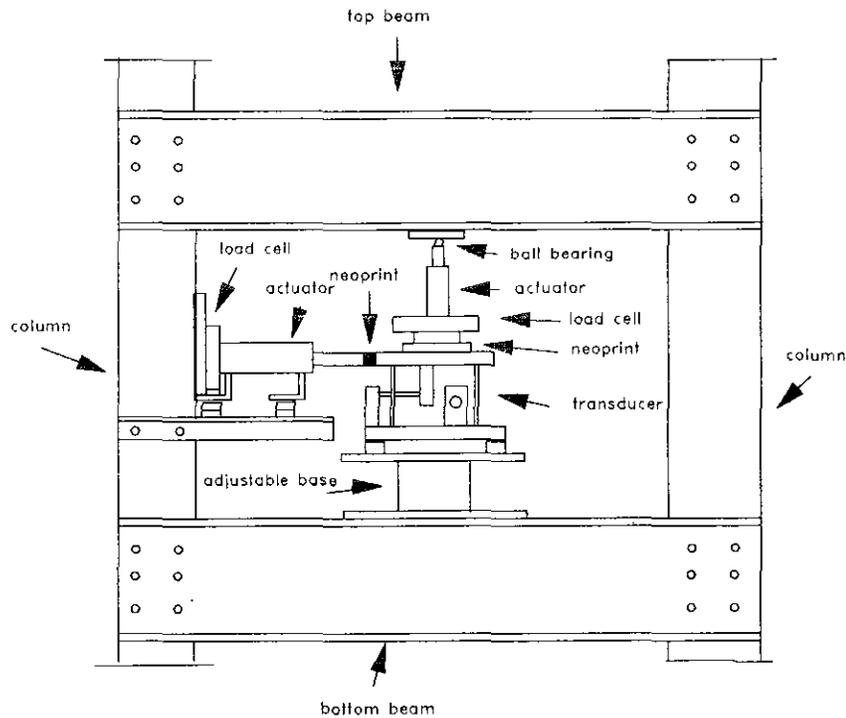 top beam
load cell
ball bearing
neoprint
actuator
actuator
load cell
column
neoprint
column
transducer
adjustable base
bottom beam